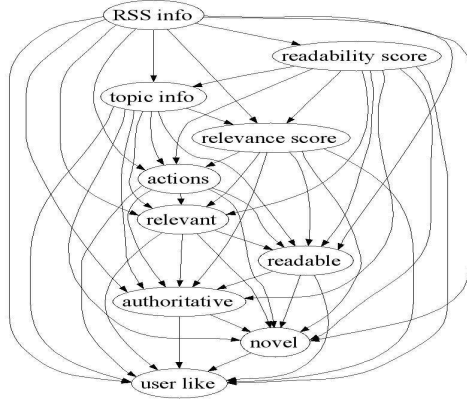 RSS info
readability score
topic info
relevance score
actions
relevant
readable
authoritative
novel
user like